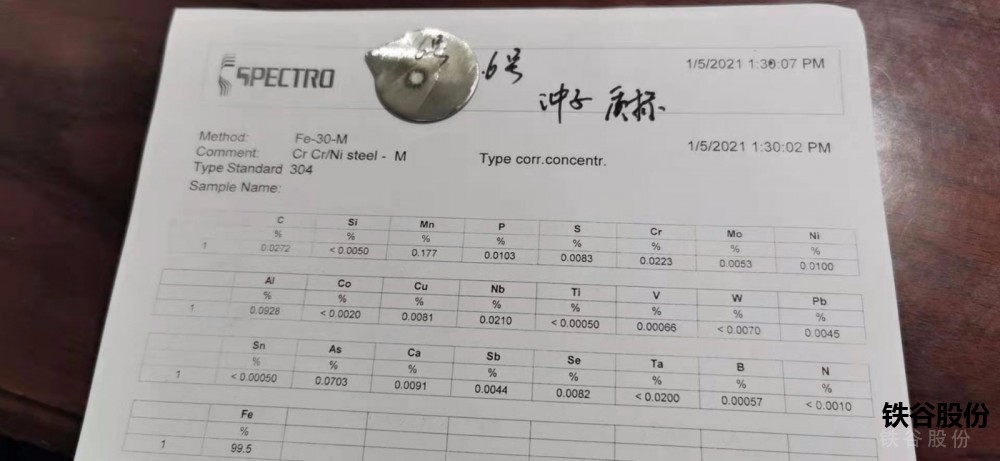 6号
SPECTRO
.6号
1/5/2021 1:30:07 PM
冲子 质标
Method: Fe-30-M
Comment: Cr Cr/Ni steel - M
Type corr.concentr.
1/5/2021 1:30:02 PM
Type Standard 304
Sample Name:
C Si Mn P S Cr Mo Ni
% % % % % % % %
1 0.0272 < 0.0050 0.177 0.0103 0.0083 0.0223 0.0053 0.0100
Al Co Cu Nb Ti V W Pb
% % % % % % % %
1 0.0926 < 0.0020 0.0081 0.0210 < 0.00050 0.00066 < 0.0070 0.0045
Sn As Ca Sb Se Ta B N
% % % % % % % %
1 < 0.00050 0.0703 0.0091 0.0044 0.0082 < 0.0200 0.00057 < 0.0010
Fe
%
1 99.5
铁谷股份
铁谷股份